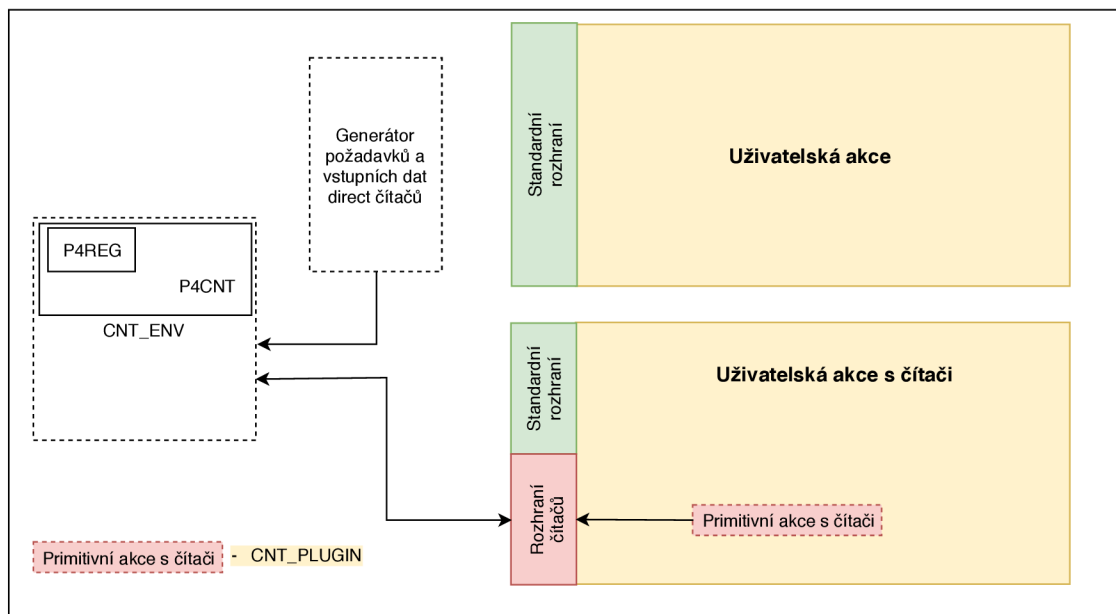 Generátor
požadavků a
vstupních dat
direct čítačů
Standardní
rozhraní
Uživatelská akce
P4REG
P4CNT
CNT_ENV
Standardní
rozhraní
Uživatelská akce s čítači
Rozhraní
čítačů
Primitivní akce s čítači
Primitivní akce s čítači - CNT_PLUGIN